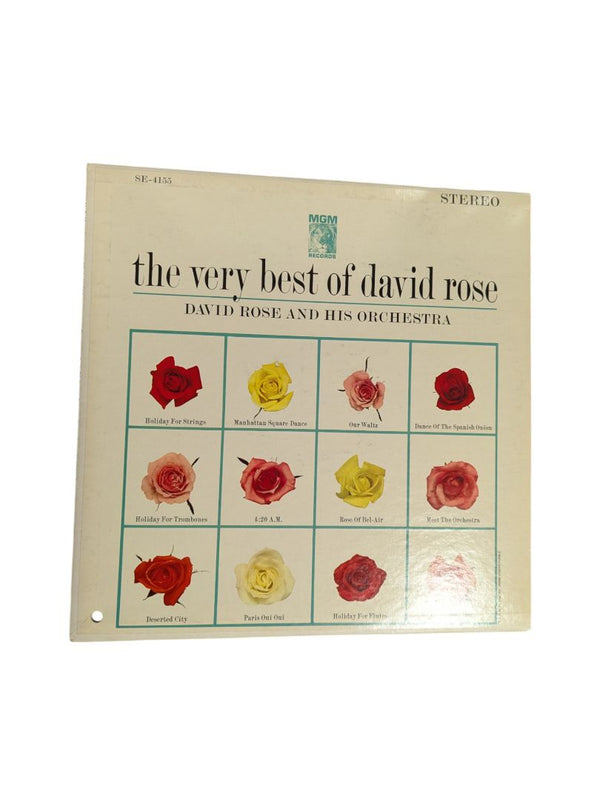 SE-4155
STEREO
MGM
RECORDS
the very best of david rose
DAVID ROSE AND HIS ORCHESTRA
Holiday For Strings
Manhattan Square Dance
Our Waltz
Dance Of The Spanish Onion
Holiday For Trombones
4:20 A.M.
Rose Of Bel-Air
Meet The Orchestra
Deserted City
Paris Oui Oui
Holiday For Flutes